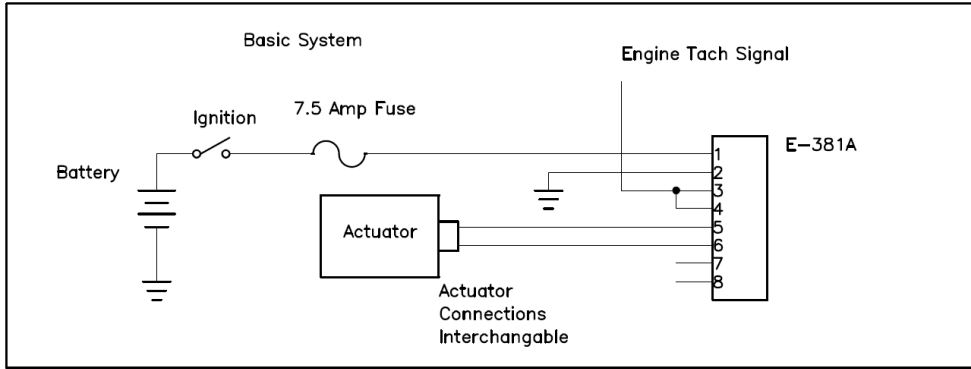 Basic System
Engine Tach Signal
7.5 Amp Fuse
Ignition
E-381A
Battery
1
2
3
4
5
6
7
8
Actuator
Actuator
Connections
Interchangable